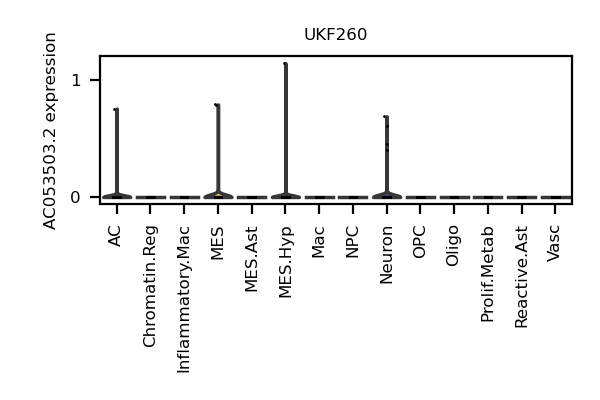 UKF260
AC053503.2 expression
1
0
AC
Chromatin.Reg
Inflammatory.Mac
MES
MES.Ast
MES.Hyp
Mac
NPC
Neuron
OPC
Oligo
Prolif.Metab
Reactive.Ast
Vasc